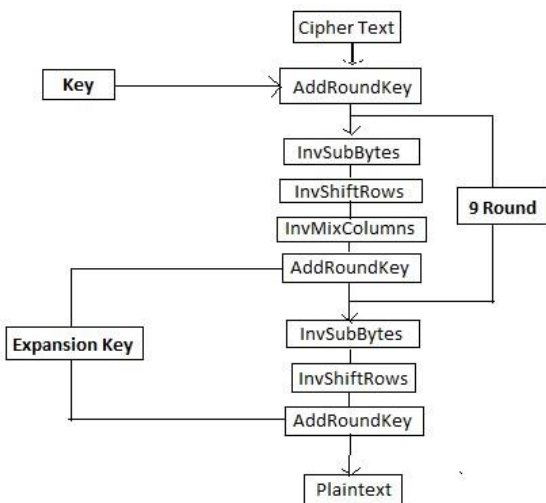 Cipher Text
Key
AddRoundKey
InvSubBytes
InvShiftRows
9 Round
InvMixColumns
AddRoundKey
InvSubBytes
Expansion Key
InvShiftRows
AddRoundKey
Plaintext